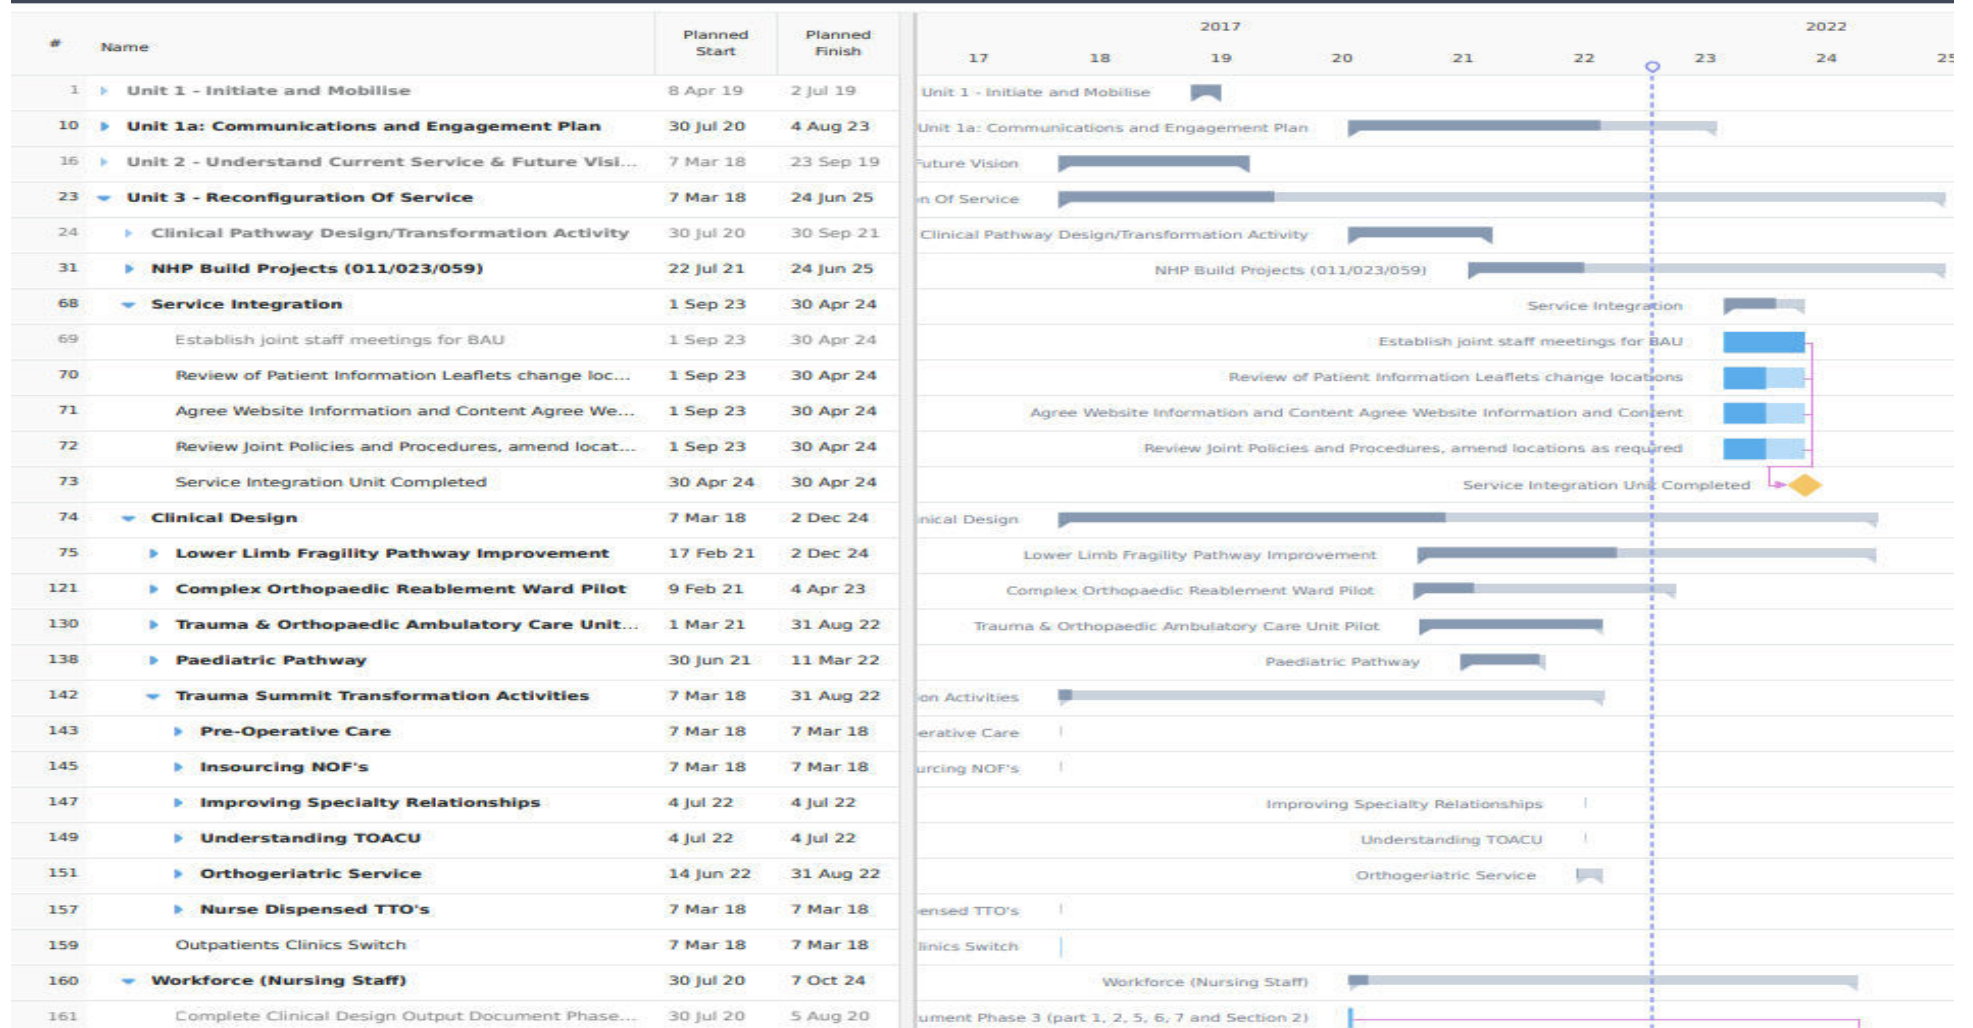 # Name Planned Start Planned Finish 2017 2022
17 18 19 20 21 22 23 24 25
1 Unit 1 - Initiate and Mobilise 8 Apr 19 2 Jul 19 Unit 1 - Initiate and Mobilise
10 Unit 1a: Communications and Engagement Plan 30 Jul 20 4 Aug 23 Unit 1a: Communications and Engagement Plan
16 Unit 2 - Understand Current Service & Future Visi... 7 Mar 18 23 Sep 19 Future Vision
23 Unit 3 - Reconfiguration Of Service 7 Mar 18 24 Jun 25 n Of Service
24 Clinical Pathway Design/Transformation Activity 30 Jul 20 30 Sep 21 Clinical Pathway Design/Transformation Activity
31 NHP Build Projects (011/023/059) 22 Jul 21 24 Jun 25 NHP Build Projects (011/023/059)
68 Service Integration 1 Sep 23 30 Apr 24 Service Integration
69 Establish joint staff meetings for BAU 1 Sep 23 30 Apr 24 Establish joint staff meetings for BAU
70 Review of Patient Information Leaflets change loc... 1 Sep 23 30 Apr 24 Review of Patient Information Leaflets change locations
71 Agree Website Information and Content Agree We... 1 Sep 23 30 Apr 24 Agree Website Information and Content Agree Website Information and Content
72 Review Joint Policies and Procedures, amend locat... 1 Sep 23 30 Apr 24 Review Joint Policies and Procedures, amend locations as required
73 Service Integration Unit Completed 30 Apr 24 30 Apr 24 Service Integration Unit Completed
74 Clinical Design 7 Mar 18 2 Dec 24 nical Design
75 Lower Limb Fragility Pathway Improvement 17 Feb 21 2 Dec 24 Lower Limb Fragility Pathway Improvement
121 Complex Orthopaedic Reablement Ward Pilot 9 Feb 21 4 Apr 23 Complex Orthopaedic Reablement Ward Pilot
130 Trauma & Orthopaedic Ambulatory Care Unit... 1 Mar 21 31 Aug 22 Trauma & Orthopaedic Ambulatory Care Unit Pilot
138 Paediatric Pathway 30 Jun 21 11 Mar 22 Paediatric Pathway
142 Trauma Summit Transformation Activities 7 Mar 18 31 Aug 22 on Activities
143 Pre-Operative Care 7 Mar 18 7 Mar 18 erative Care
145 Insourcing NOF's 7 Mar 18 7 Mar 18 urcing NOF's
147 Improving Specialty Relationships 4 Jul 22 4 Jul 22 Improving Specialty Relationships
149 Understanding TOACU 4 Jul 22 4 Jul 22 Understanding TOACU
151 Orthogeriatric Service 14 Jun 22 31 Aug 22 Orthogeriatric Service
157 Nurse Dispensed TTO's 7 Mar 18 7 Mar 18 ensed TTO's
159 Outpatients Clinics Switch 7 Mar 18 7 Mar 18 linics Switch
160 Workforce (Nursing Staff) 30 Jul 20 7 Oct 24 Workforce (Nursing Staff)
161 Complete Clinical Design Output Document Phase... 30 Jul 20 5 Aug 20 ument Phase 3 (part 1, 2, 5, 6, 7 and Section 2)